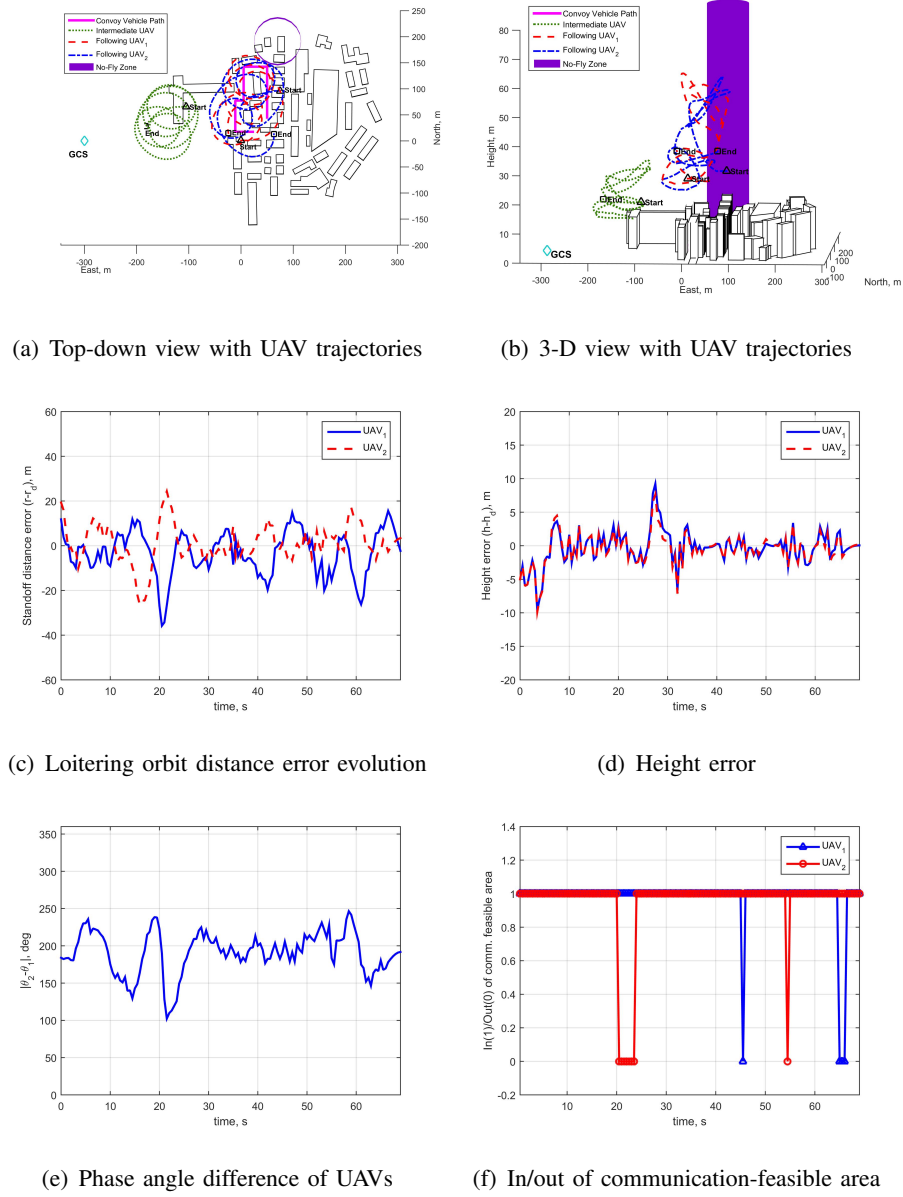 Convoy Vehicle Path
Intermediate UAV
Following UAV1
Following UAV2
No-Fly Zone
250
200
150
100
50
0
-50
-100
-150
-200
North, m
Start
Start
End
End
End
Start
GCS
-300
-200
-100
0
100
200
300
East, m
(a) Top-down view with UAV trajectories
Convoy Vehicle Path
Intermediate UAV
Following UAV1
Following UAV2
No-Fly Zone
80
70
60
50
40
30
20
10
0
Height, m
End
End
Start
Start
End
Start
GCS
-300
-200
-100
0
100
200
300
East, m
200
100
0
-100
North, m
(b) 3-D view with UAV trajectories
60
40
20
0
-20
-40
-60
Standoff distance error (r-rd), m
UAV1
UAV2
0
10
20
30
40
50
60
time, s
(c) Loitering orbit distance error evolution
20
15
10
5
0
-5
-10
-15
-20
Height error (h-hd), m
UAV1
UAV2
0
10
20
30
40
50
60
time, s
(d) Height error
350
300
250
200
150
100
50
0
|θ2-θ1|, deg
0
10
20
30
40
50
60
time, s
(e) Phase angle difference of UAVs
1.4
1.2
1
0.8
0.6
0.4
0.2
0
-0.2
In(1)/Out(0) of comm. feasible area
UAV1
UAV2
10
20
30
40
50
60
time, s
(f) In/out of communication-feasible area